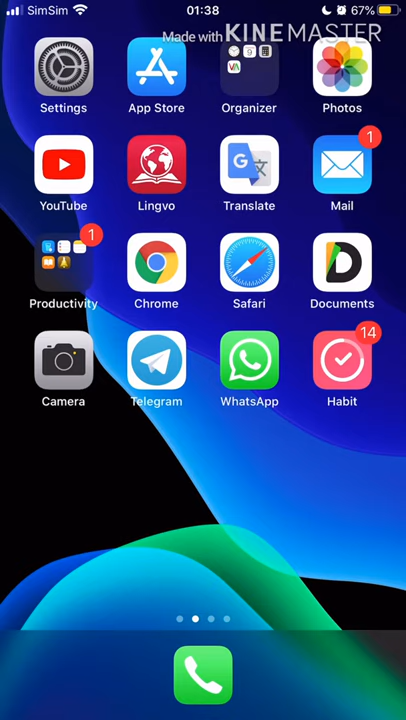 SimSim 01:38 67%
Made with KINEMASTER
Settings App Store Organizer Photos
1
YouTube Lingvo Translate Mail
1
Productivity Chrome Safari Documents
14
Camera Telegram WhatsApp Habit